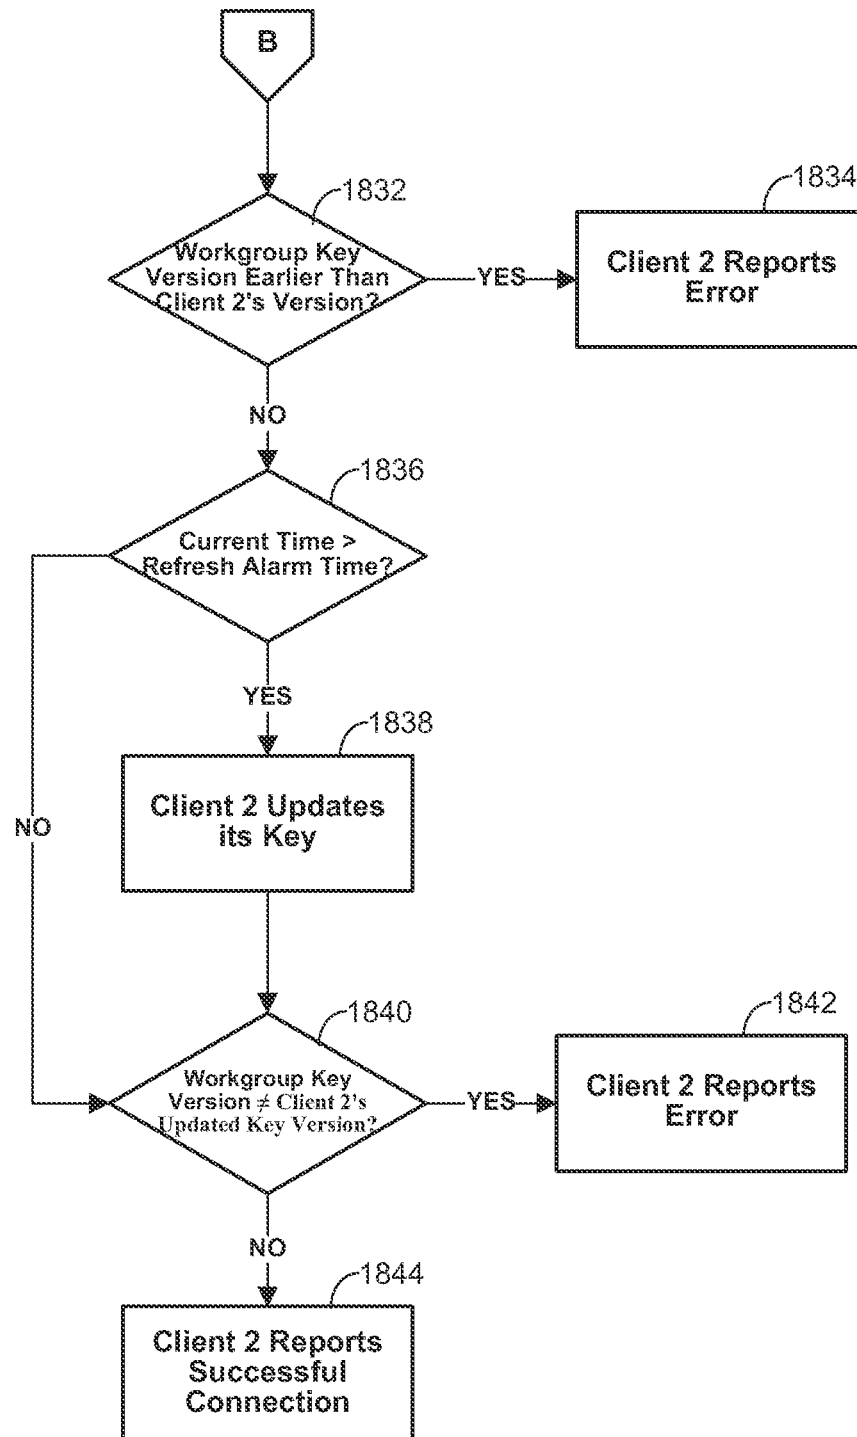 B
1832
Workgroup Key
Version Earlier Than
Client 2's Version?
YES
1834
Client 2 Reports
Error
NO
1836
Current Time >
Refresh Alarm Time?
YES
1838
Client 2 Updates
its Key
NO
1840
Workgroup Key
Version ≠ Client 2's
Updated Key Version?
YES
1842
Client 2 Reports
Error
NO
1844
Client 2 Reports
Successful
Connection